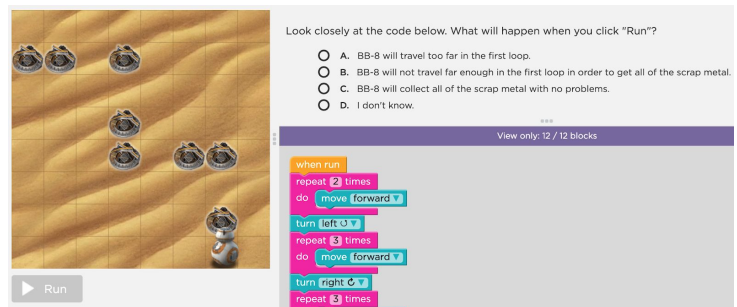 Look closely at the code below. What will happen when you click "Run"?
A. BB-8 will travel too far in the first loop.
B. BB-8 will not travel far enough in the first loop in order to get all of the scrap metal.
C. BB-8 will collect all of the scrap metal with no problems.
D. I don't know.
View only: 12 / 12 blocks
when run
repeat 2 times
do move forward
turn left
repeat 3 times
do move forward
turn right
repeat 3 times
Run